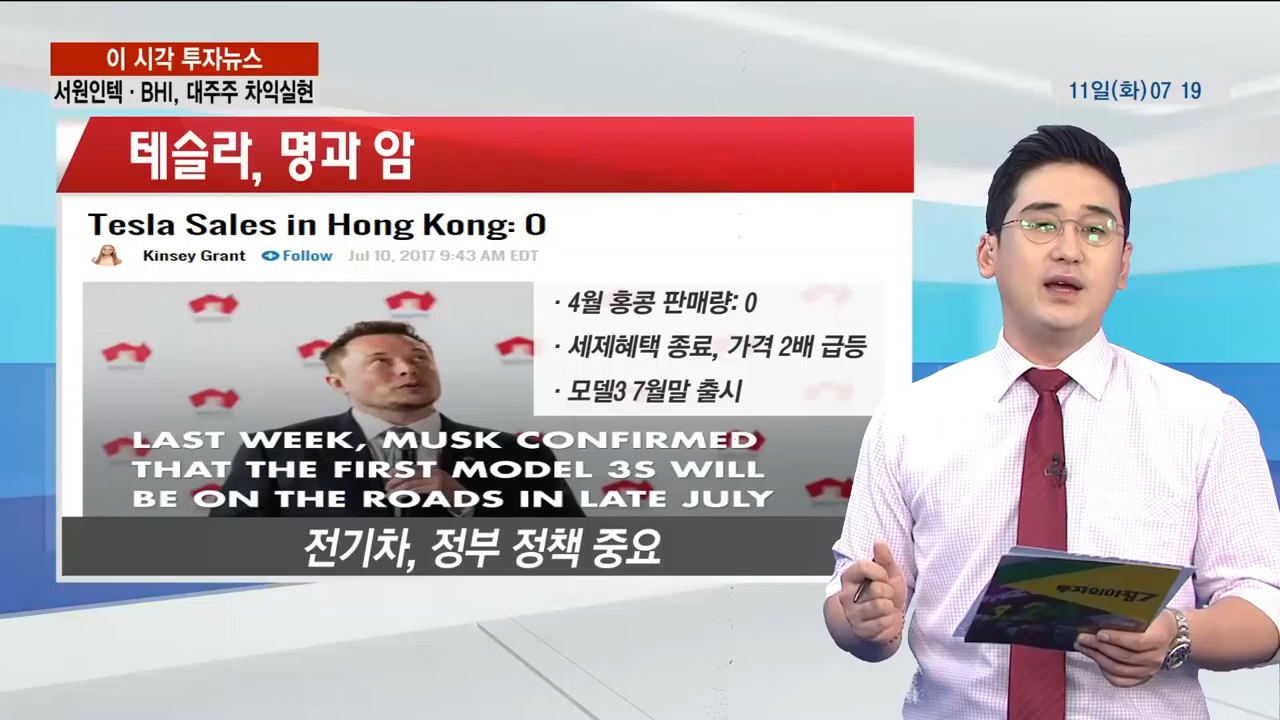 이 시각 투자뉴스
서원인텍·BHI, 대주주 차익실현
11일(화) 07 19
테슬라, 명과 암
Tesla Sales in Hong Kong: 0
Kinsey Grant Follow Jul 10, 2017 9:43 AM EDT
· 4월 홍콩 판매량: 0
· 세제혜택 종료, 가격 2배 급등
· 모델3 7월말 출시
LAST WEEK, MUSK CONFIRMED
THAT THE FIRST MODEL 3S WILL
BE ON THE ROADS IN LATE JULY
전기차, 정부 정책 중요